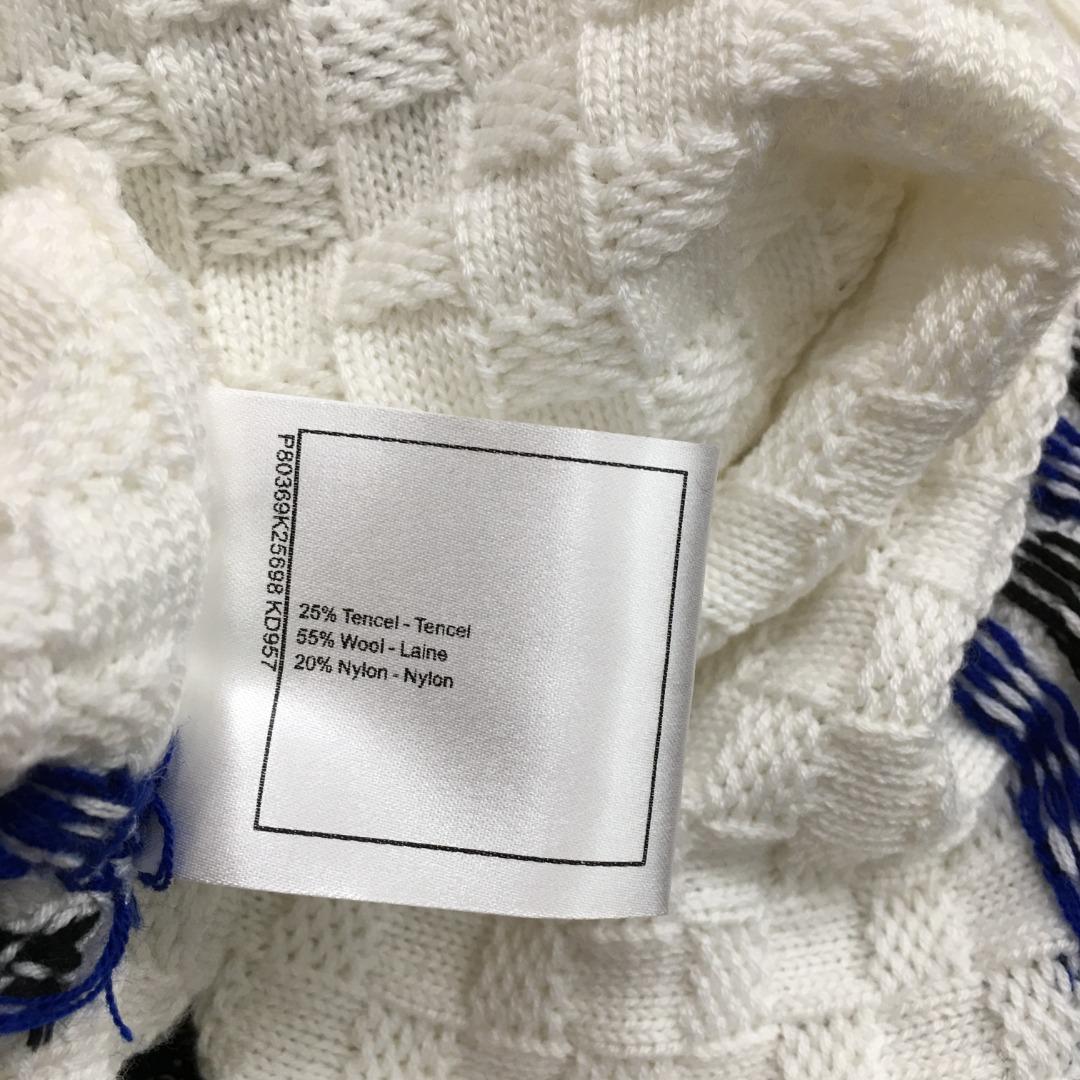 P80369K25698 KD957
25% Tencel - Tencel
55% Wool - Laine
20% Nylon - Nylon